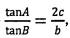 tanA/tanB = 2c/b,